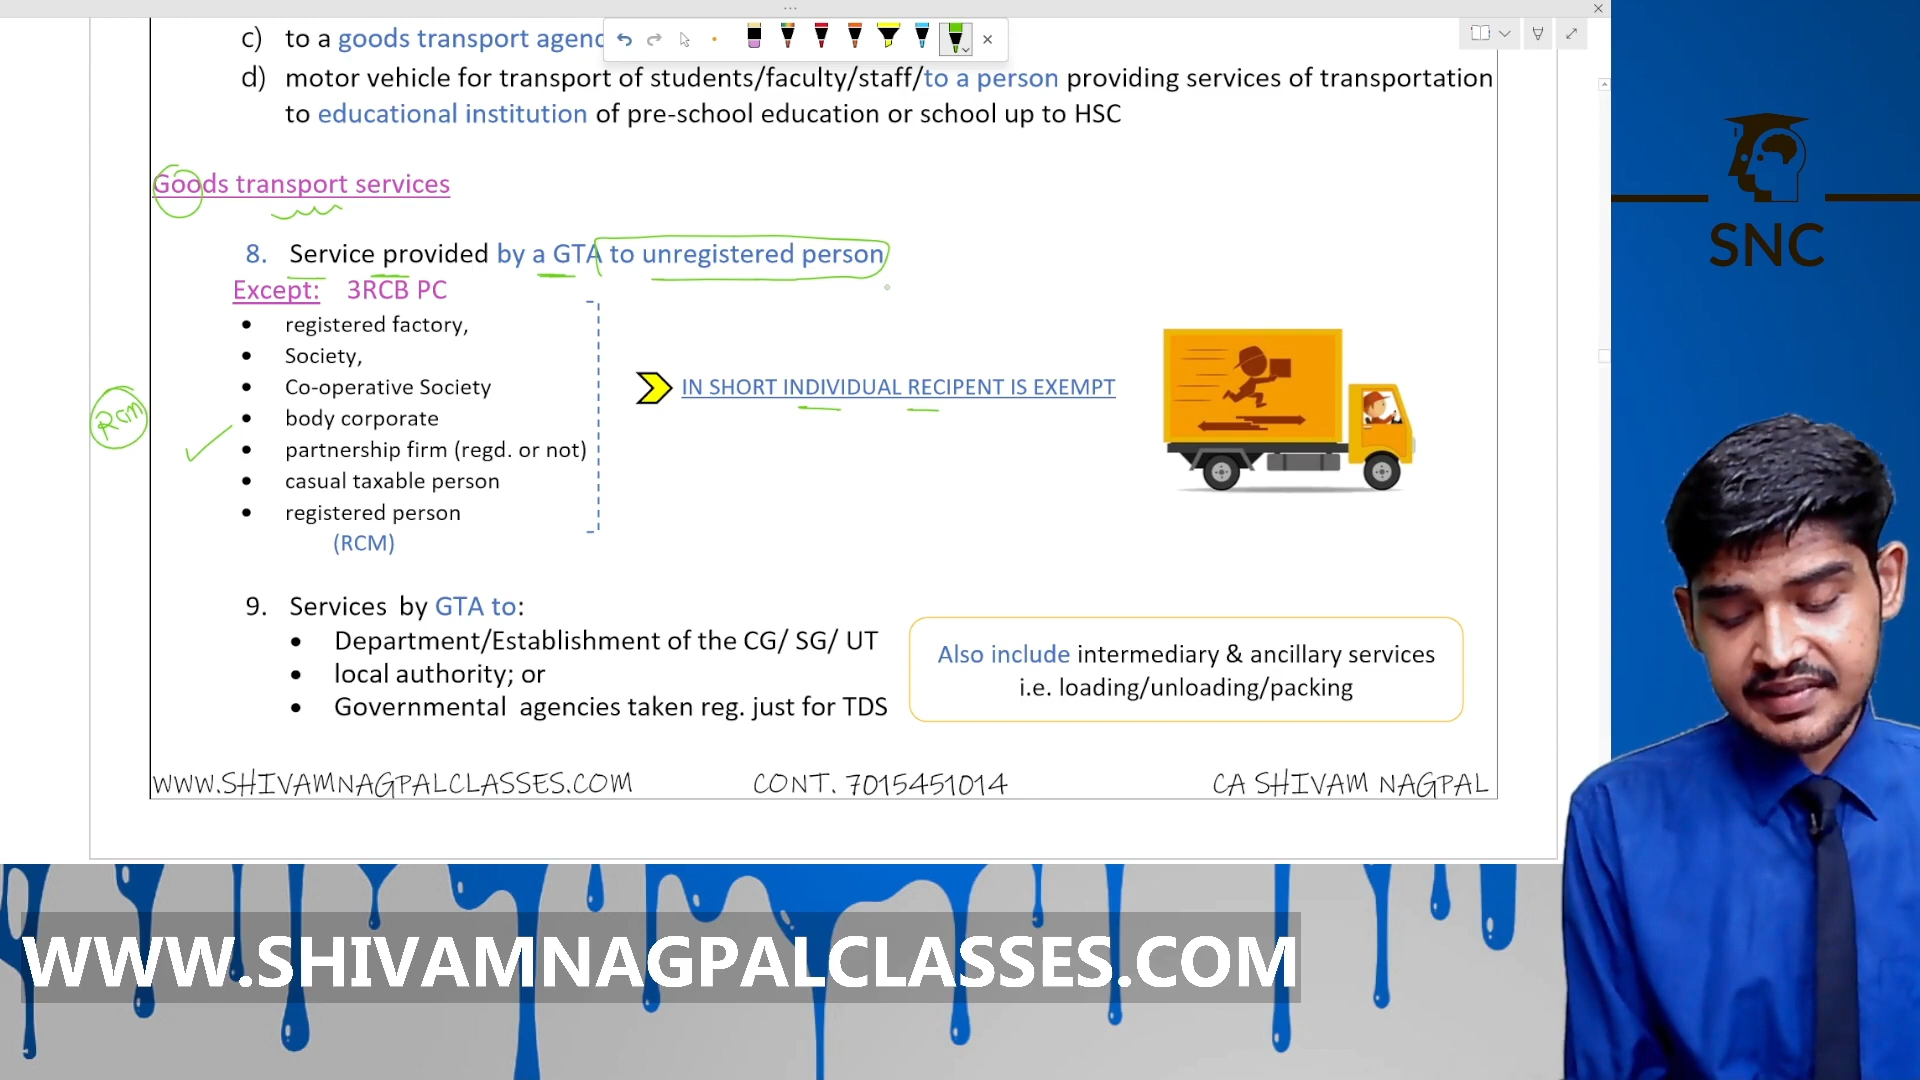 c) to a goods transport agenc
d) motor vehicle for transport of students/faculty/staff/to a person providing services of transportation
to educational institution of pre-school education or school up to HSC
Goods transport services
8. Service provided by a GTA to unregistered person
Except: 3RCB PC
• registered factory,
• Society,
• Co-operative Society
• body corporate
• partnership firm (regd. or not)
• casual taxable person
• registered person
(RCM)
Rcm
IN SHORT INDIVIDUAL RECIPENT IS EXEMPT
9. Services by GTA to:
• Department/Establishment of the CG/ SG/ UT
• local authority; or
• Governmental agencies taken reg. just for TDS
Also include intermediary & ancillary services
i.e. loading/unloading/packing
WWW.SHIVAMNAGPALCLASSES.COM CONT. 7015451014 CA SHIVAM NAGPAL
SNC
WWW.SHIVAMNAGPALCLASSES.COM